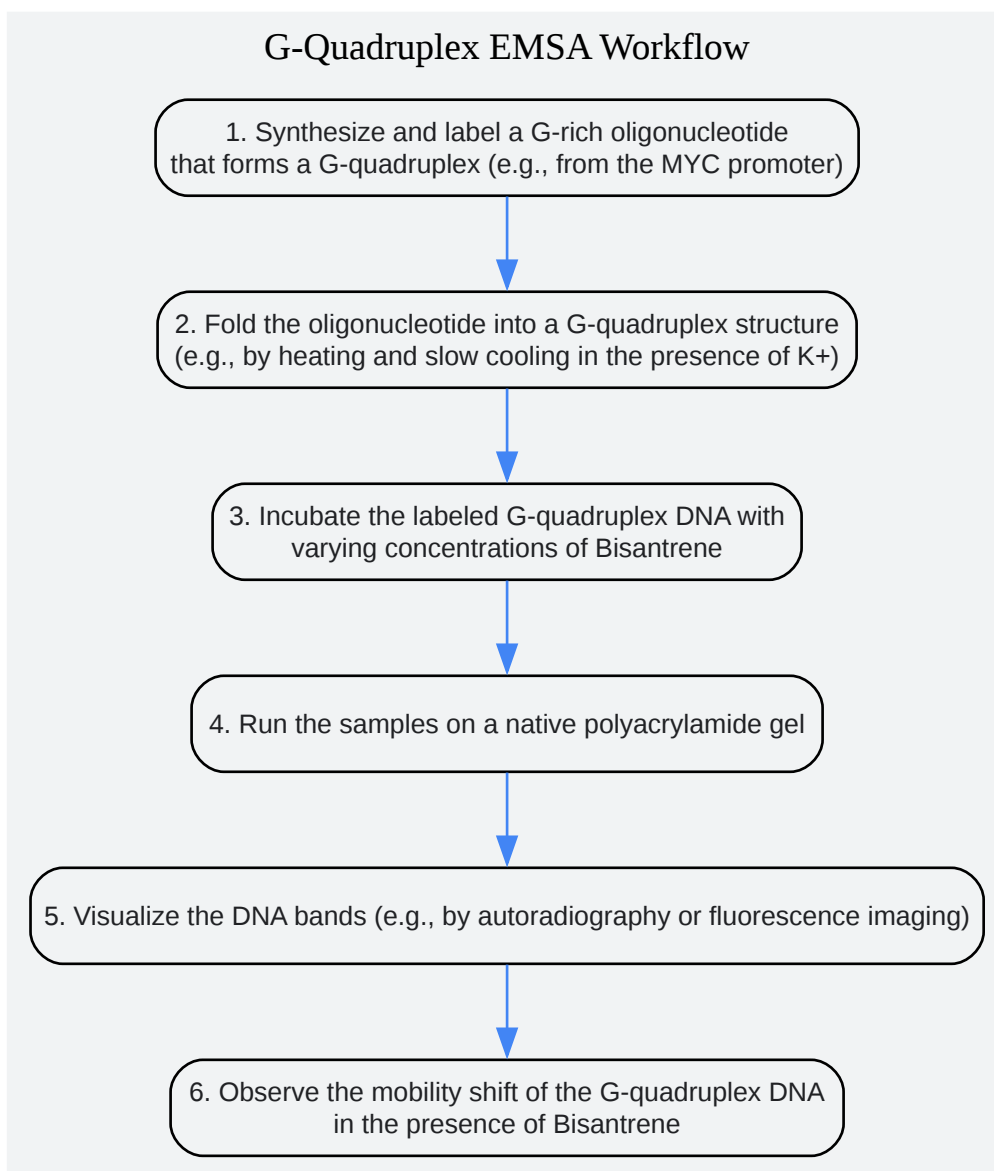 G-Quadruplex EMSA Workflow
1. Synthesize and label a G-rich oligonucleotide
that forms a G-quadruplex (e.g., from the MYC promoter)
2. Fold the oligonucleotide into a G-quadruplex structure
(e.g., by heating and slow cooling in the presence of K+)
3. Incubate the labeled G-quadruplex DNA with
varying concentrations of Bisantrene
4. Run the samples on a native polyacrylamide gel
5. Visualize the DNA bands (e.g., by autoradiography or fluorescence imaging)
6. Observe the mobility shift of the G-quadruplex DNA
in the presence of Bisantrene